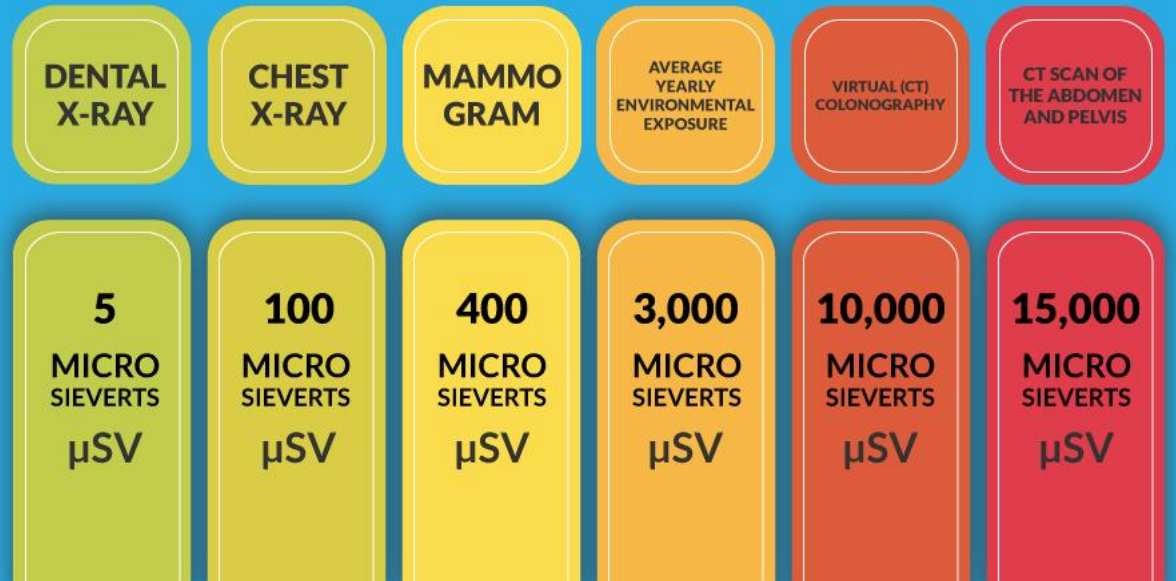 DENTAL
X-RAY
CHEST
X-RAY
MAMMO
GRAM
AVERAGE
YEARLY
ENVIRONMENTAL
EXPOSURE
VIRTUAL (CT)
COLONOGRAPHY
CT SCAN OF
THE ABDOMEN
AND PELVIS
5
MICRO
SIEVERTS
µSV
100
MICRO
SIEVERTS
µSV
400
MICRO
SIEVERTS
µSV
3,000
MICRO
SIEVERTS
µSV
10,000
MICRO
SIEVERTS
µSV
15,000
MICRO
SIEVERTS
µSV